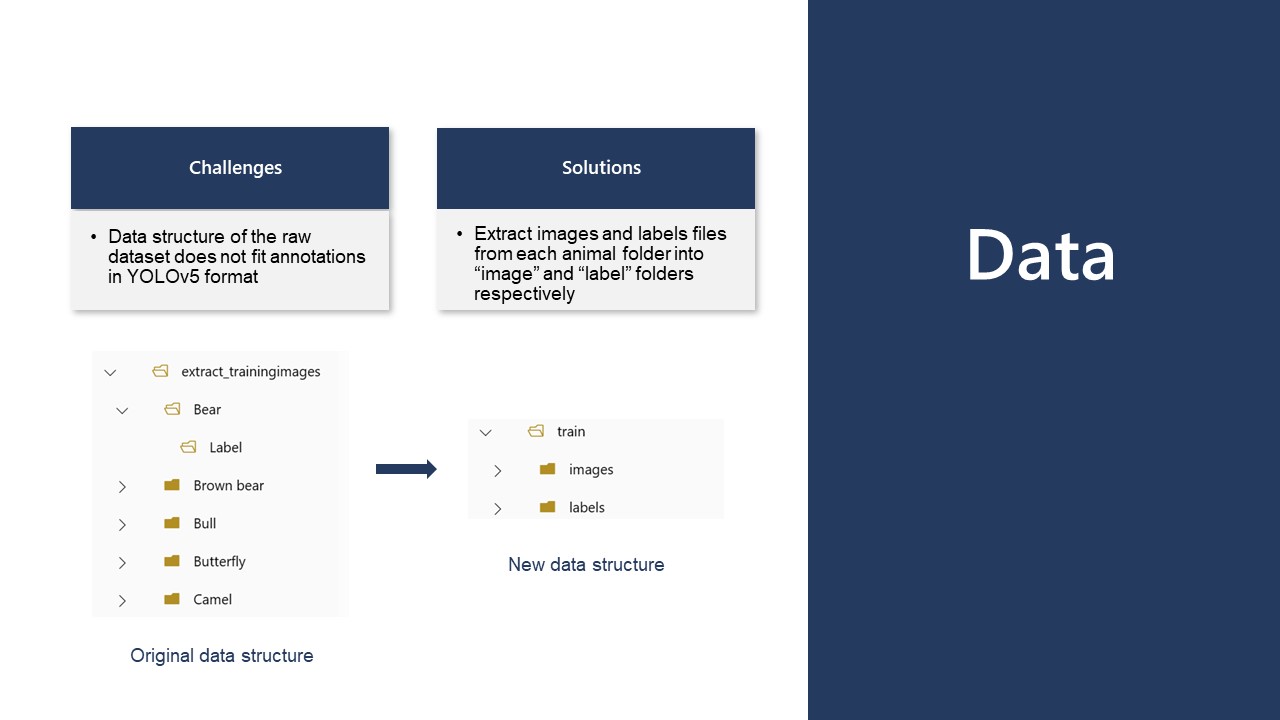 Challenges
• Data structure of the raw
dataset does not fit annotations
in YOLOv5 format
Solutions
• Extract images and labels files
from each animal folder into
“image” and “label” folders
respectively
Data
extract_trainingimages
Bear
Label
Brown bear
Bull
Butterfly
Camel
Original data structure
train
images
labels
New data structure